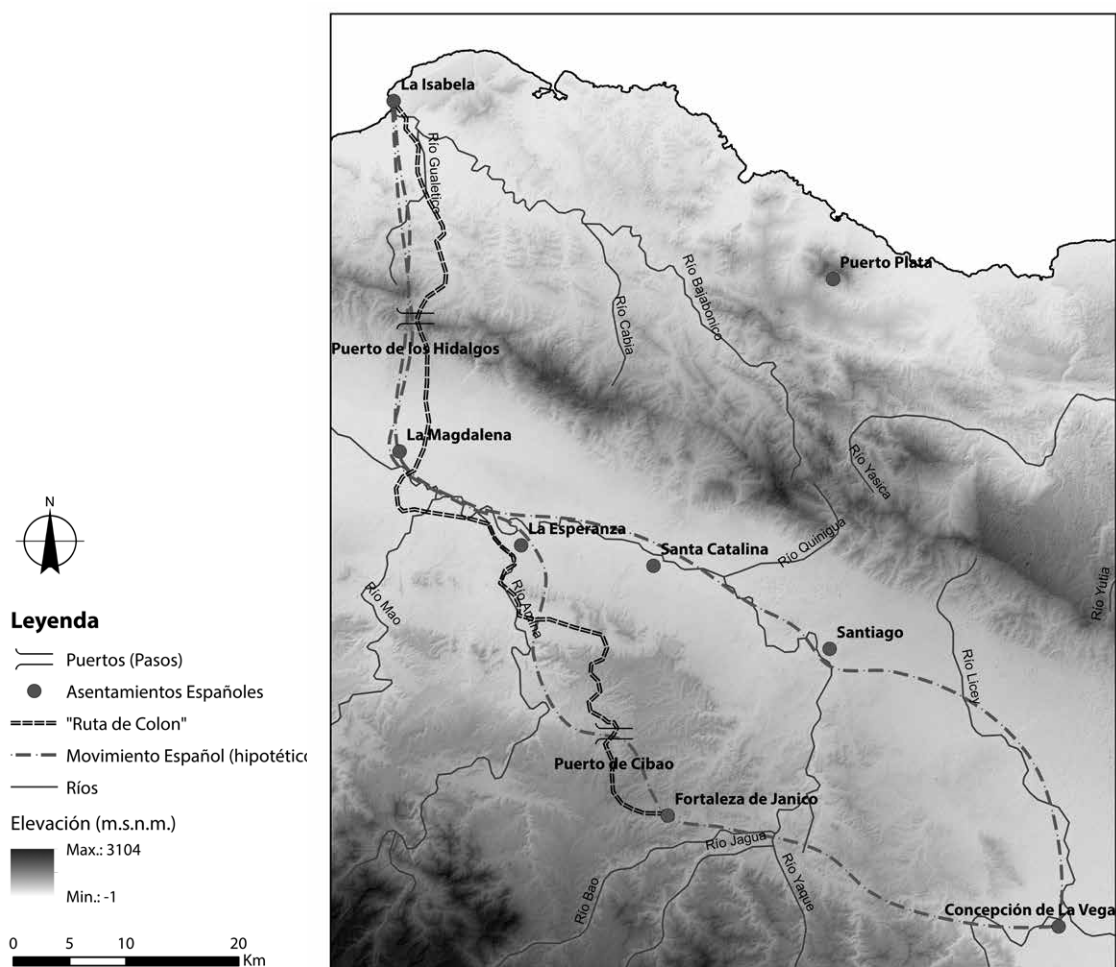 La Isabela
Río Gualetico
Puerto Plata
Río Bajabonico
Río Cabia
Puerto de los Hidalgos
La Magdalena
Río Yasica
La Esperanza
Santa Catalina
Río Quinigua
Río Mao
Río Amina
Río Yutia
Santiago
Río Licey
Puerto de Cibao
Fortaleza de Janico
Río Jagua
Río Bao
Río Yaque
Concepción de La Vega
N
Leyenda
Puertos (Pasos)
Asentamientos Españoles
"Ruta de Colon"
Movimiento Español (hipotético
Ríos
Elevación (m.s.n.m.)
Max.: 3104
Min.: -1
0 5 10 20
Km